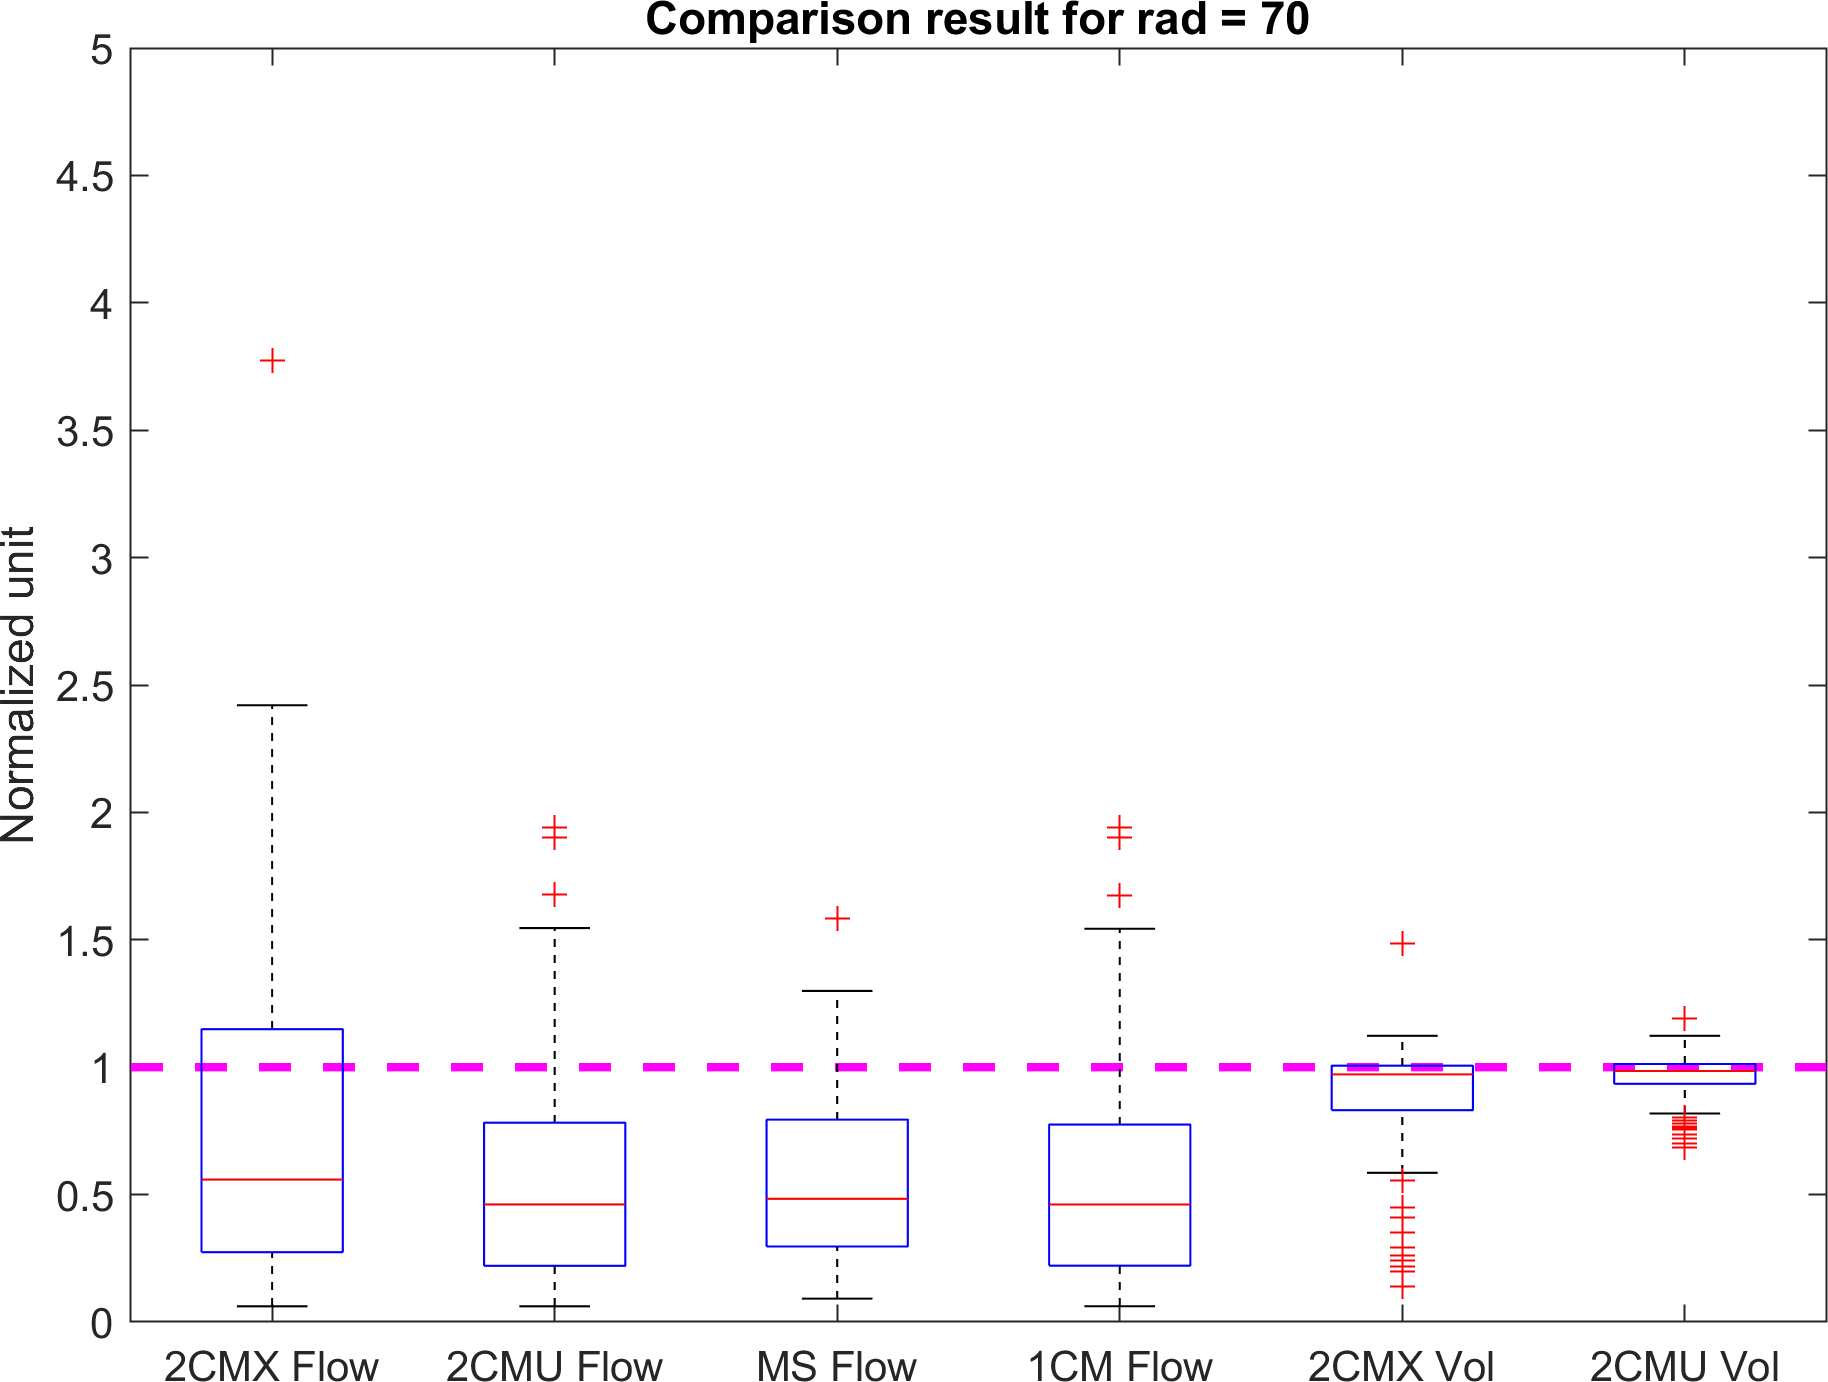 Comparison result for rad = 70
Normalized unit
5
4.5
4
3.5
3
2.5
2
1.5
1
0.5
0
2CMX Flow
2CMU Flow
MS Flow
1CM Flow
2CMX Vol
2CMU Vol